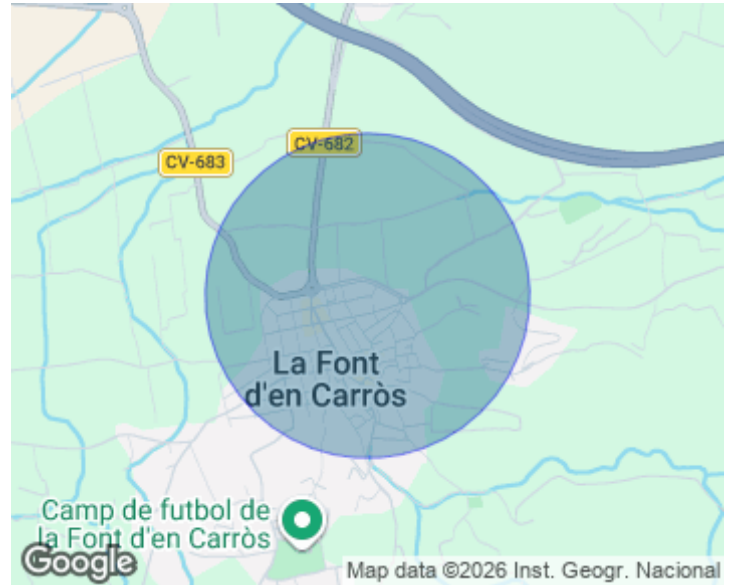 CV-682
CV-683
La Font
d'en Carròs
Camp de futbol de
la Font d'en Carròs
Google
Map data ©2026 Inst. Geogr. Nacional